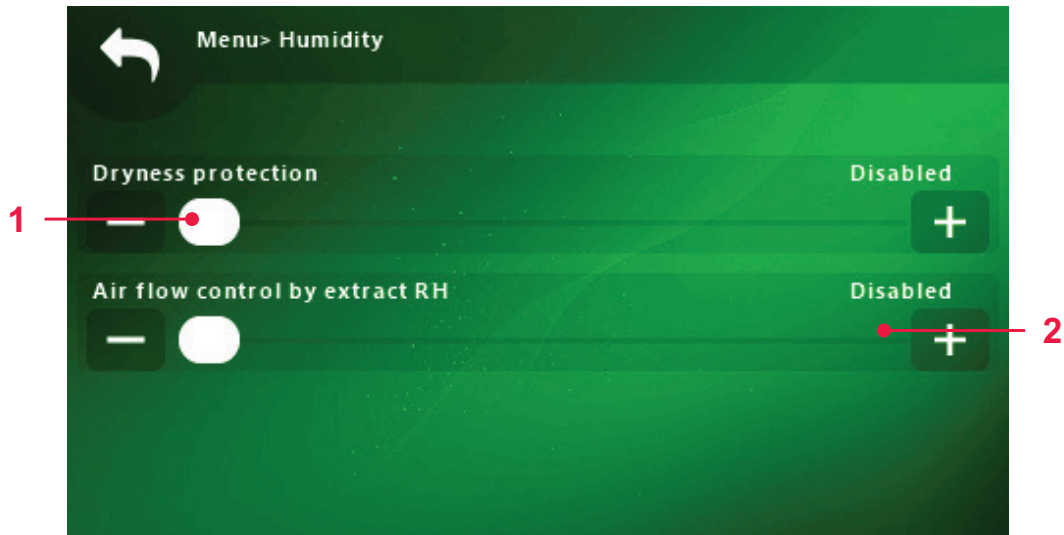 Menu> Humidity
Dryness protection Disabled
1
Air flow control by extract RH Disabled
2